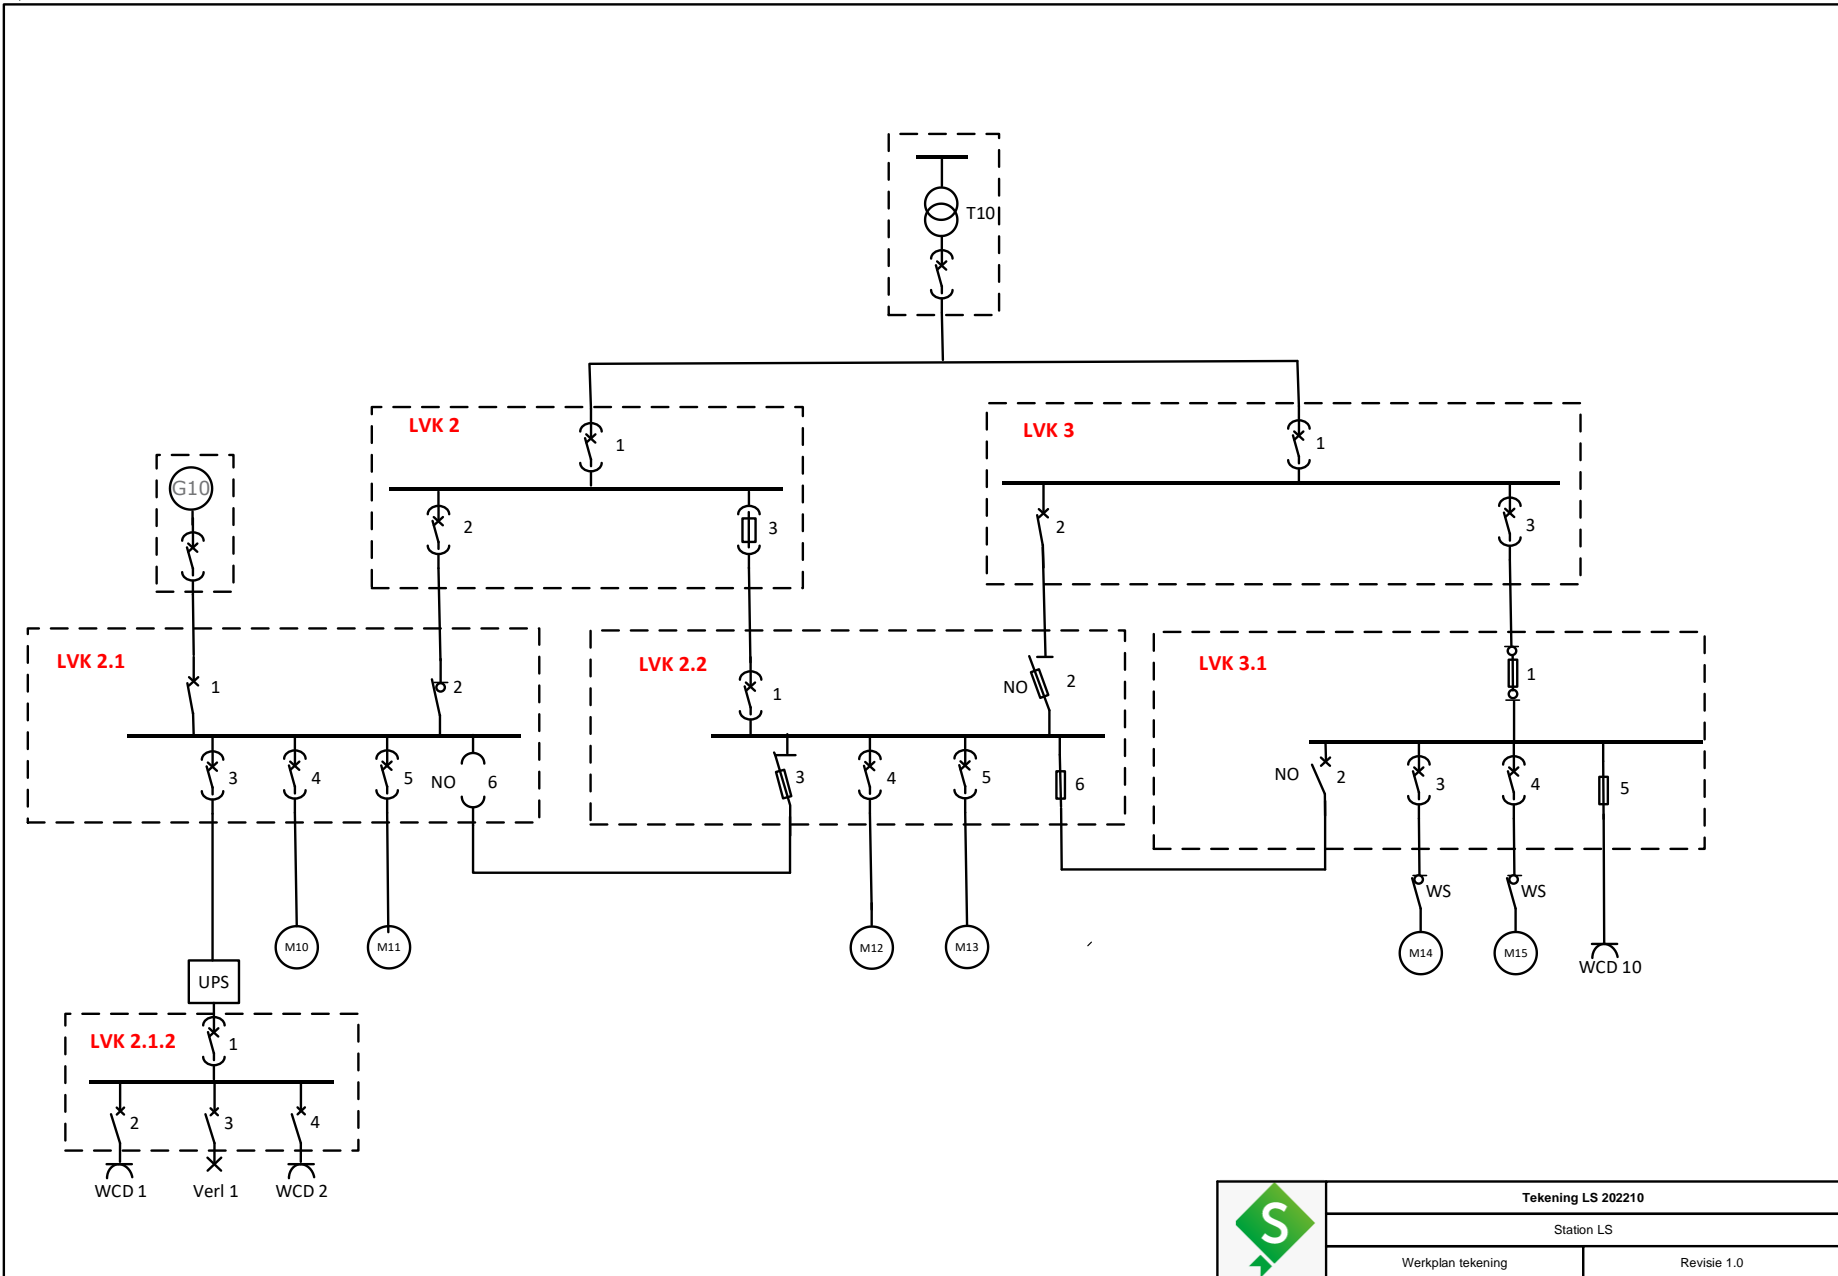 T10
LVK 2
1
2
3
LVK 3
1
2
3
G10
LVK 2.1
1
2
3
4
5
NO
6
LVK 2.2
1
NO
2
3
4
5
6
LVK 3.1
1
NO
2
3
4
5
WS
WS
M10
M11
M12
M13
M14
M15
WCD 10
UPS
LVK 2.1.2
1
2
3
4
WCD 1
Verl 1
WCD 2
S
Tekening LS 202210
Station LS
Werkplan tekening
Revisie 1.0